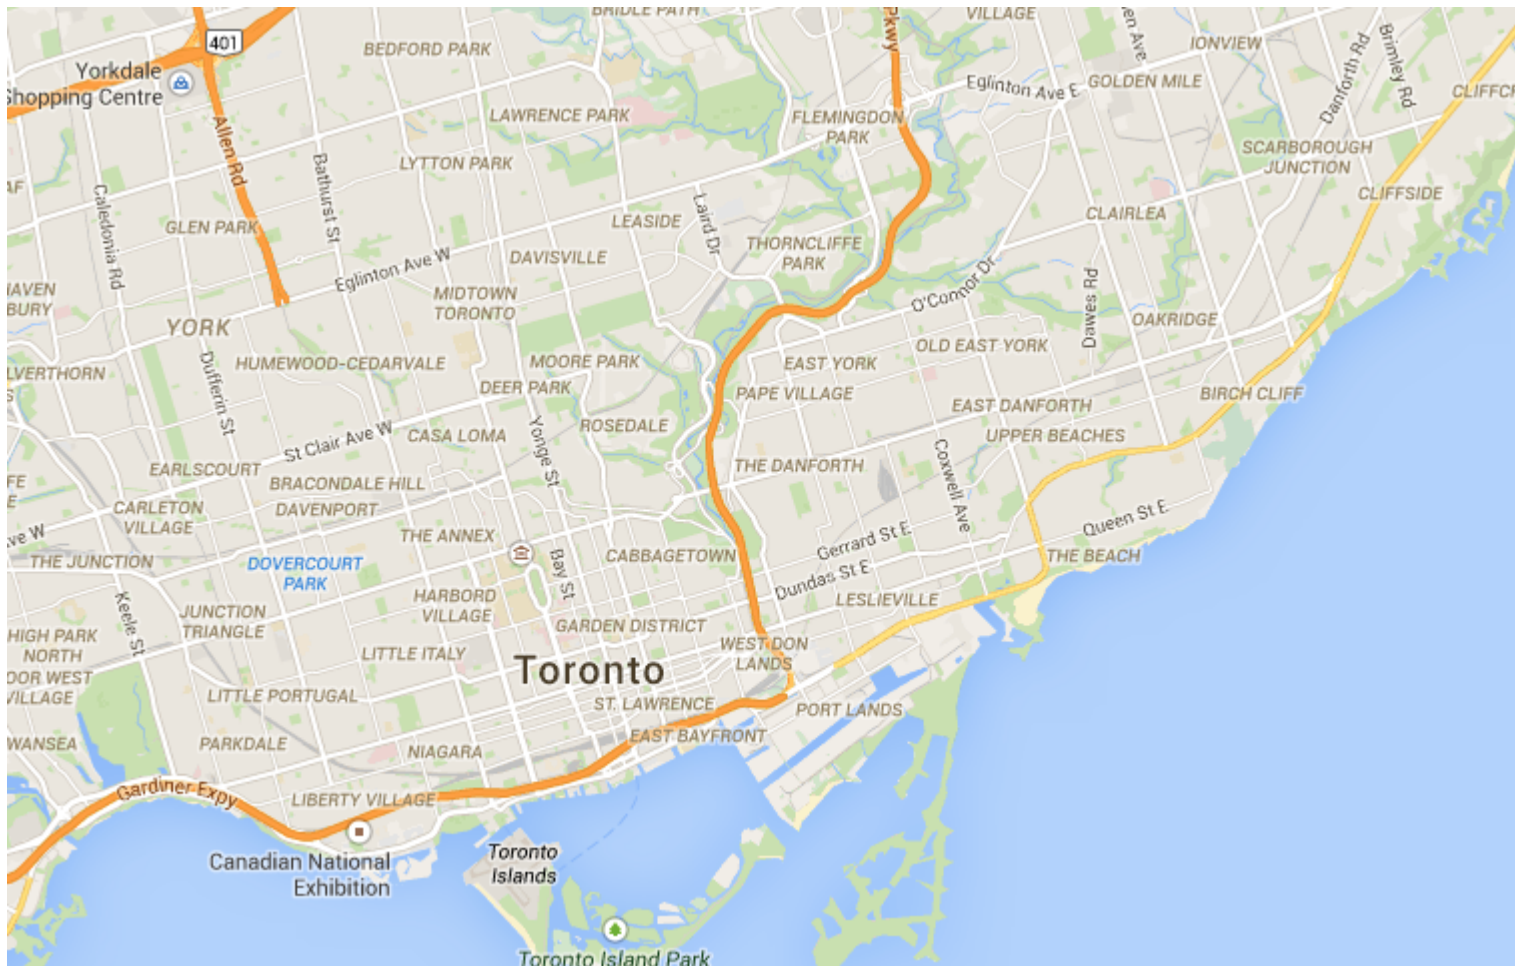 BRIDLE PATH
Pkwy
VILLAGE
401
BEDFORD PARK
IONVIEW
Danforth Rd
Brimley Rd
Yorkdale
Shopping Centre
Eglinton Ave E
GOLDEN MILE
LAWRENCE PARK
FLEMINGDON
PARK
Allen Rd
SCARBOROUGH
JUNCTION
Bathurst St
LYTTON PARK
Caledonia Rd
CLIFFSIDE
GLEN PARK
LEASIDE
Laird Dr
CLAIRLEA
THORNCLIFFE
PARK
DAVISVILLE
Eglinton Ave W
O'Connor Dr
Dawes Rd
MIDTOWN
TORONTO
YORK
OAKRIDGE
OLD EAST YORK
HUMEWOOD-CEDARVALE
MOORE PARK
EAST YORK
Dufferin St
DEER PARK
PAPE VILLAGE
BIRCH CLIFF
EAST DANFORTH
St Clair Ave W
CASA LOMA
Yonge St
ROSEDALE
UPPER BEACHES
EARLSCOURT
THE DANFORTH
Coxwell Ave
BRACONDALE HILL
CARLETON
VILLAGE
DAVENPORT
Queen St E
THE ANNEX
Gerrard St E
ve W
THE JUNCTION
DOVERCOURT
PARK
Bay St
CABBAGETOWN
THE BEACH
Dundas St E
Keele St
HARBORD
VILLAGE
LESLIEVILLE
JUNCTION
TRIANGLE
GARDEN DISTRICT
HIGH PARK
NORTH
LITTLE ITALY
WEST DON
LANDS
Toronto
OOR WEST
VILLAGE
LITTLE PORTUGAL
ST. LAWRENCE
PORT LANDS
WANSEA
PARKDALE
NIAGARA
EAST BAYFRONT
Gardiner Expy
LIBERTY VILLAGE
Canadian National
Exhibition
Toronto
Islands
Toronto Island Park